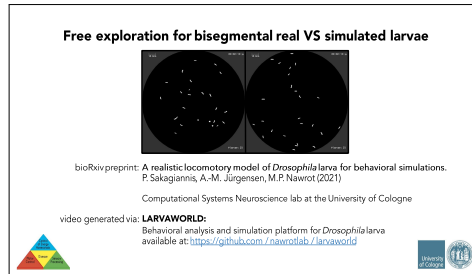 Free exploration for bisegmental real VS simulated larvae
bioRxiv preprint: A realistic locomotory model of Drosophila larva for behavioral simulations.
P. Sakagiannis, A.-M. Jürgensen, M.P. Nawrot (2021)
Computational Systems Neuroscience lab at the University of Cologne
video generated via: LARVAWORLD:
Behavioral analysis and simulation platform for Drosophila larva
available at: https://github.com / nawrotlab / larvaworld
University
of Cologne